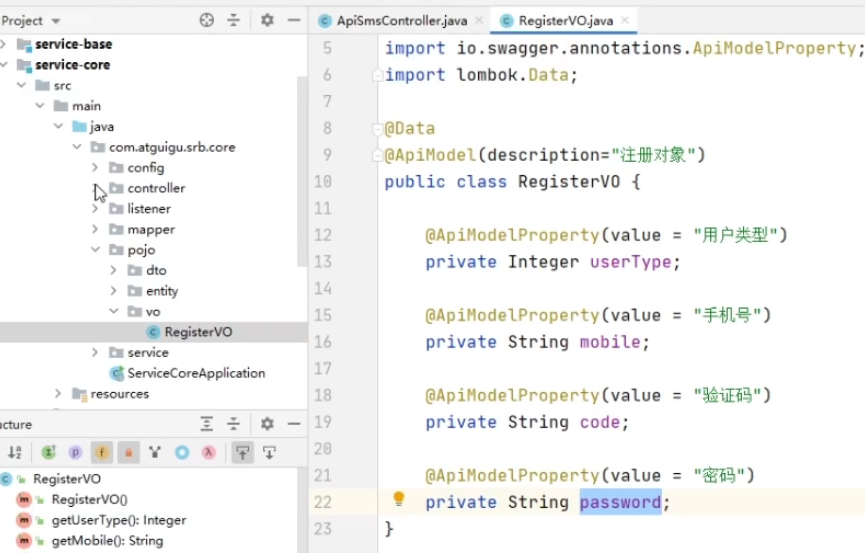 Project
service-base
service-core
src
main
java
com.atguigu.srb.core
config
controller
listener
mapper
pojo
dto
entity
vo
RegisterVO
service
ServiceCoreApplication
resources
ucture
RegisterVO
RegisterVO()
getUserType(): Integer
getMobile(): String
ApiSmsController.java
RegisterVO.java
5 import io.swagger.annotations.ApiModelProperty;
6 import lombok.Data;
7
8 @Data
9 @ApiModel(description="注册对象")
10 public class RegisterVO {
11
12 @ApiModelProperty(value = "用户类型")
13 private Integer userType;
14
15 @ApiModelProperty(value = "手机号")
16 private String mobile;
17
18 @ApiModelProperty(value = "验证码")
19 private String code;
20
21 @ApiModelProperty(value = "密码")
22 private String password;
23 }